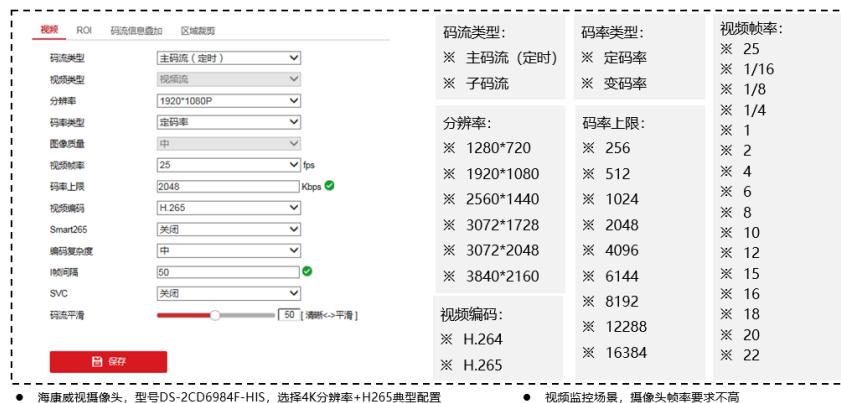 视频 ROI 码流信息叠加 区域裁剪
码流类型 主码流（定时）
视频类型 视频流
分辨率 1920*1080P
码率类型 定码率
图像质量 中
视频帧率 25 fps
码率上限 2048 Kbps
视频编码 H.265
Smart265 关闭
编码复杂度 中
I帧间隔 50
SVC 关闭
码流平滑 50 [ 清晰<->平滑 ]
保存
码流类型：
※ 主码流（定时）
※ 子码流
分辨率：
※ 1280*720
※ 1920*1080
※ 2560*1440
※ 3072*1728
※ 3072*2048
※ 3840*2160
视频编码：
※ H.264
※ H.265
码率类型：
※ 定码率
※ 变码率
码率上限：
※ 256
※ 512
※ 1024
※ 2048
※ 4096
※ 6144
※ 8192
※ 12288
※ 16384
视频帧率：
※ 25
※ 1/16
※ 1/8
※ 1/4
※ 1
※ 2
※ 4
※ 6
※ 8
※ 10
※ 12
※ 15
※ 16
※ 18
※ 20
※ 22
● 海康威视摄像头，型号DS-2CD6984F-HIS，选择4K分辨率+H265典型配置
● 视频监控场景，摄像头帧率要求不高